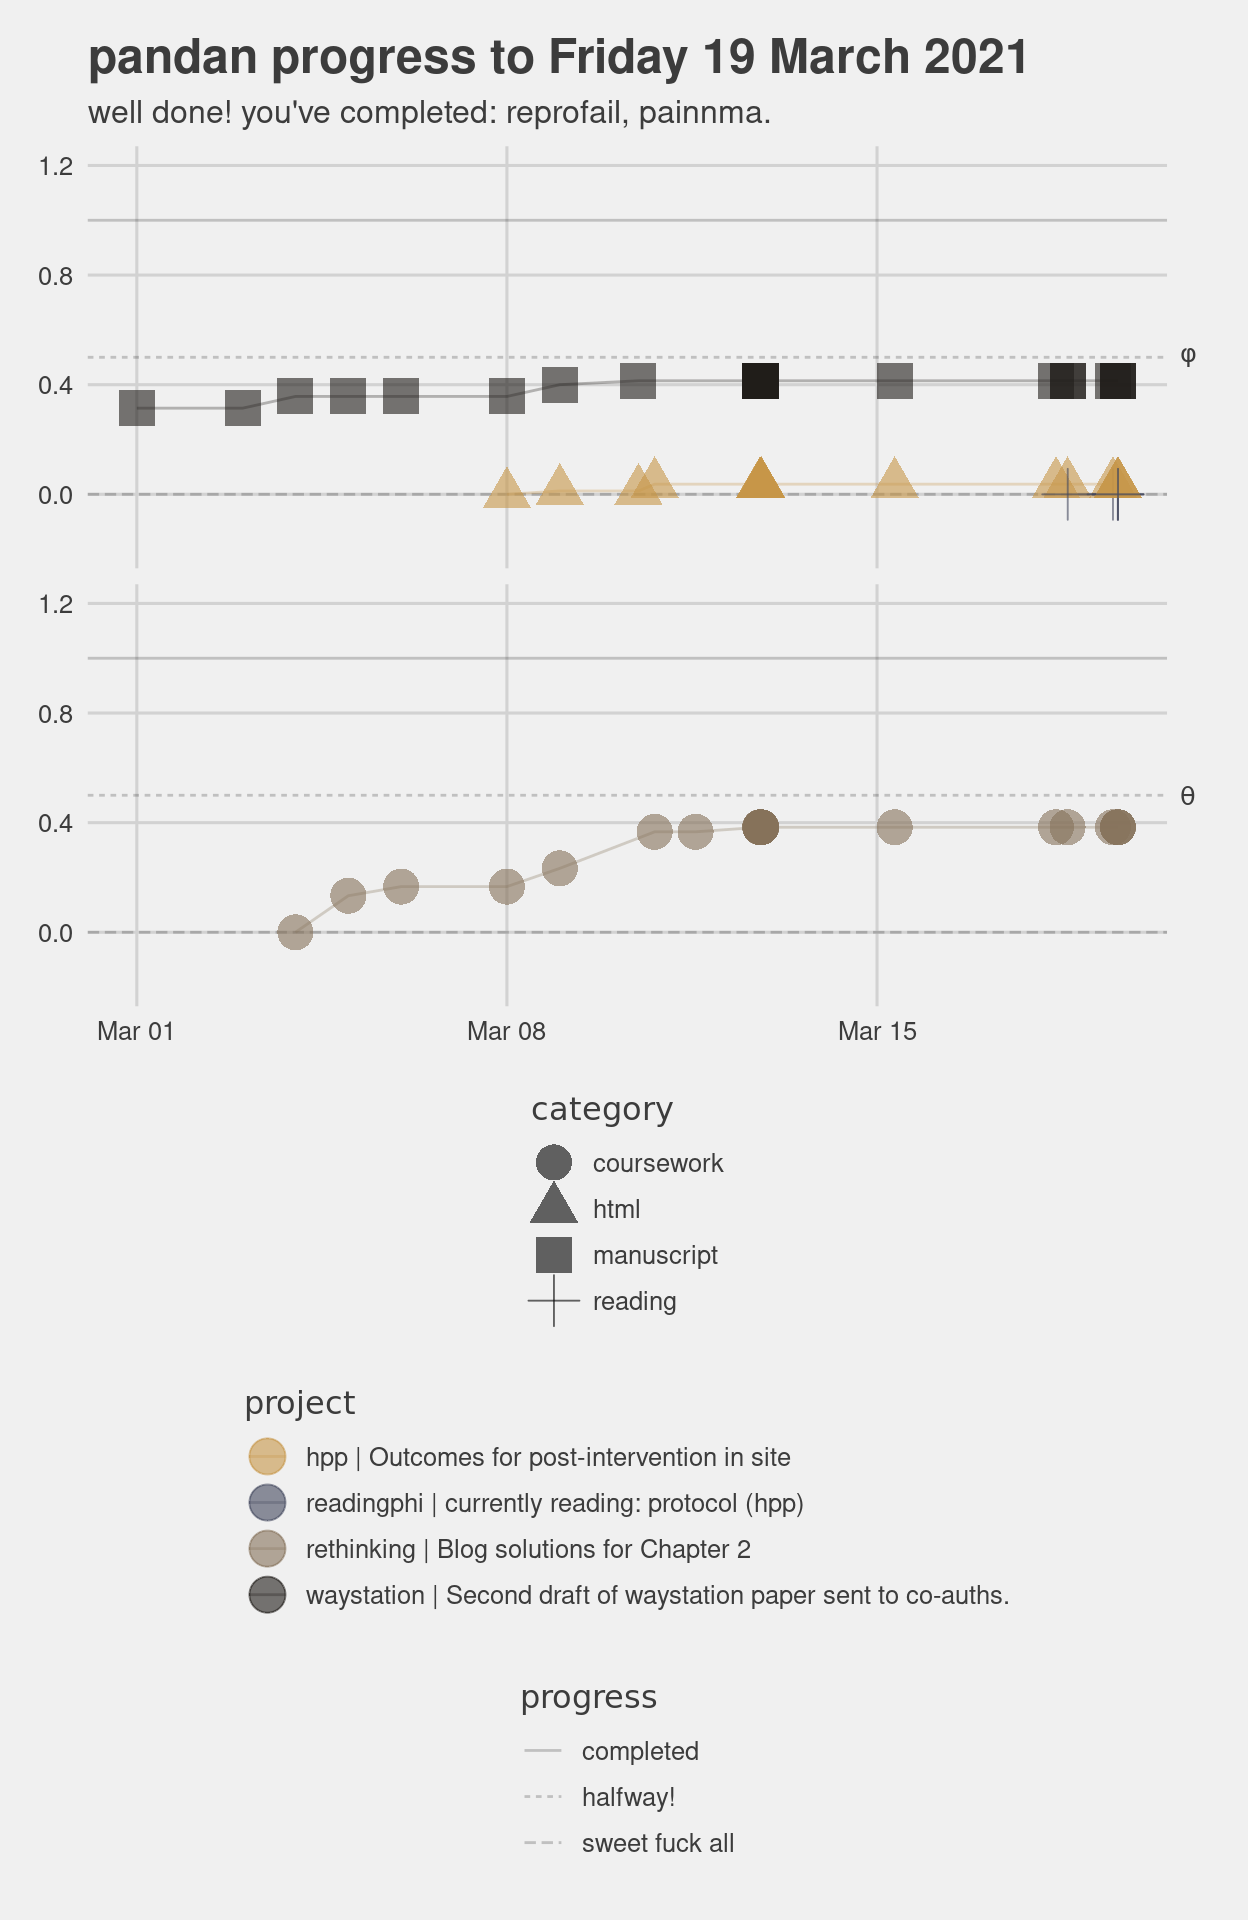 pandan progress to Friday 19 March 2021
well done! you've completed: reprofail, painnma.
1.2
0.8
φ
0.4
0.0
1.2
0.8
θ
0.4
0.0
Mar 01 Mar 08 Mar 15
category
coursework
html
manuscript
reading
project
hpp | Outcomes for post-intervention in site
readingphi | currently reading: protocol (hpp)
rethinking | Blog solutions for Chapter 2
waystation | Second draft of waystation paper sent to co-auths.
progress
completed
halfway!
sweet fuck all